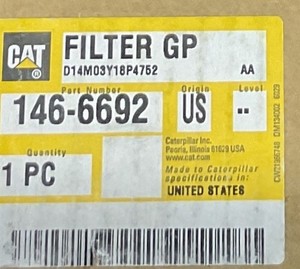 CAT
®
FILTER GP
D14M03Y18P4752 AA
Part Number Origin Level
146-6692 US --
Caterpillar Inc.
Peoria, Illinois 61629 USA
www.cat.com
Quantity
1 PC
Made to Caterpillar
specifications in:
UNITED STATES